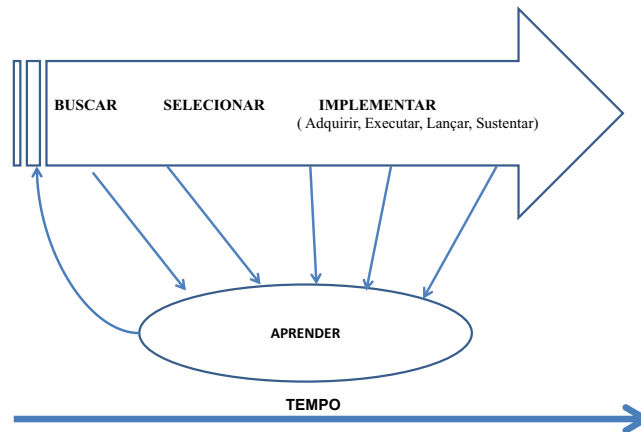 BUSCAR SELECIONAR IMPLEMENTAR
( Adquirir, Executar, Lançar, Sustentar)
APRENDER
TEMPO